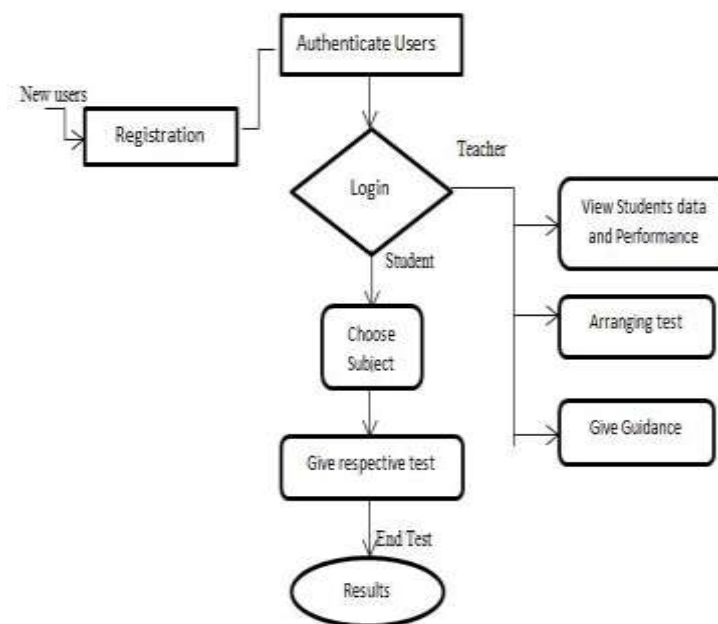 Authenticate Users
New users
Registration
Teacher
Login
View Students data
and Performance
Student
Arranging test
Choose
Subject
Give Guidance
Give respective test
End Test
Results